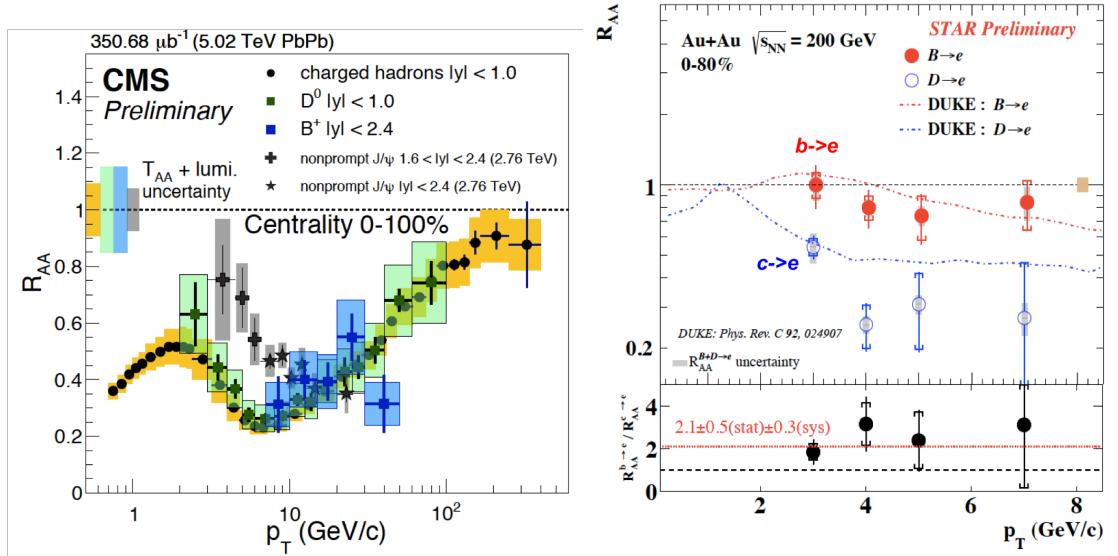 350.68 μb⁻¹ (5.02 TeV PbPb)
CMS
Preliminary
charged hadrons |y| < 1.0
D⁰ |y| < 1.0
B⁺ |y| < 2.4
nonprompt J/ψ 1.6 < |y| < 2.4 (2.76 TeV)
nonprompt J/ψ |y| < 2.4 (2.76 TeV)
T_AA + lumi.
uncertainty
Centrality 0-100%
R_AA
1.4
1.2
1
0.8
0.6
0.4
0.2
0
1
10
10²
p_T (GeV/c)
R_AA
Au+Au √s_NN = 200 GeV
0-80%
STAR Preliminary
B→e
D→e
DUKE : B→e
DUKE : D→e
b->e
1
c->e
DUKE: Phys. Rev. C 92, 024907
R_AA^B+D→e uncertainty
0.2
R_AA^b→e / R_AA^c→e
4
2.1±0.5(stat)±0.3(sys)
2
0
2
4
6
8
p_T (GeV/c)